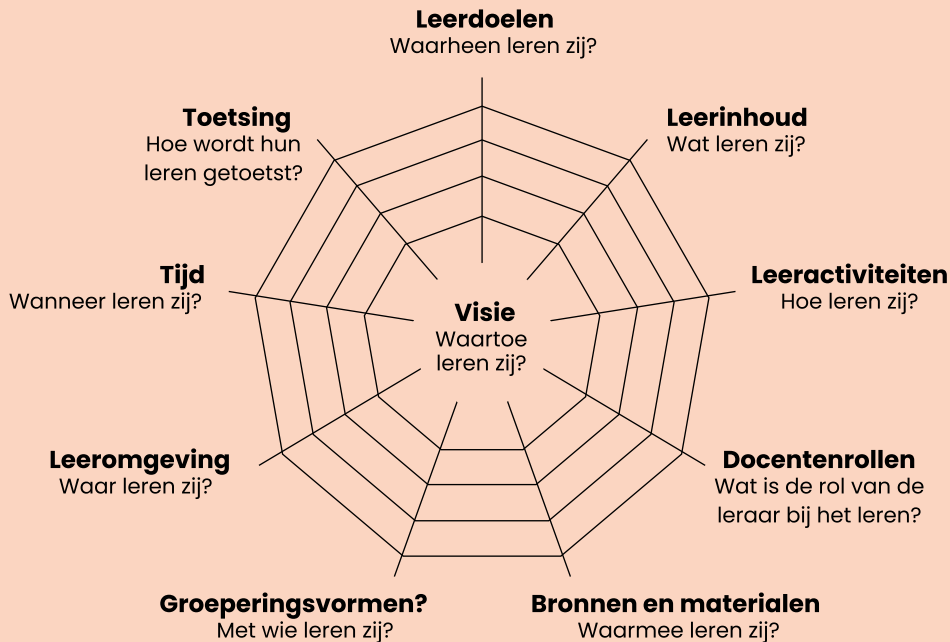 Leerdoelen
Waarheen leren zij?
Leerinhoud
Wat leren zij?
Leeractiviteiten
Hoe leren zij?
Docentenrollen
Wat is de rol van de
leraar bij het leren?
Bronnen en materialen
Waarmee leren zij?
Groeperingsvormen?
Met wie leren zij?
Leeromgeving
Waar leren zij?
Tijd
Wanneer leren zij?
Toetsing
Hoe wordt hun
leren getoetst?
Visie
Waartoe
leren zij?